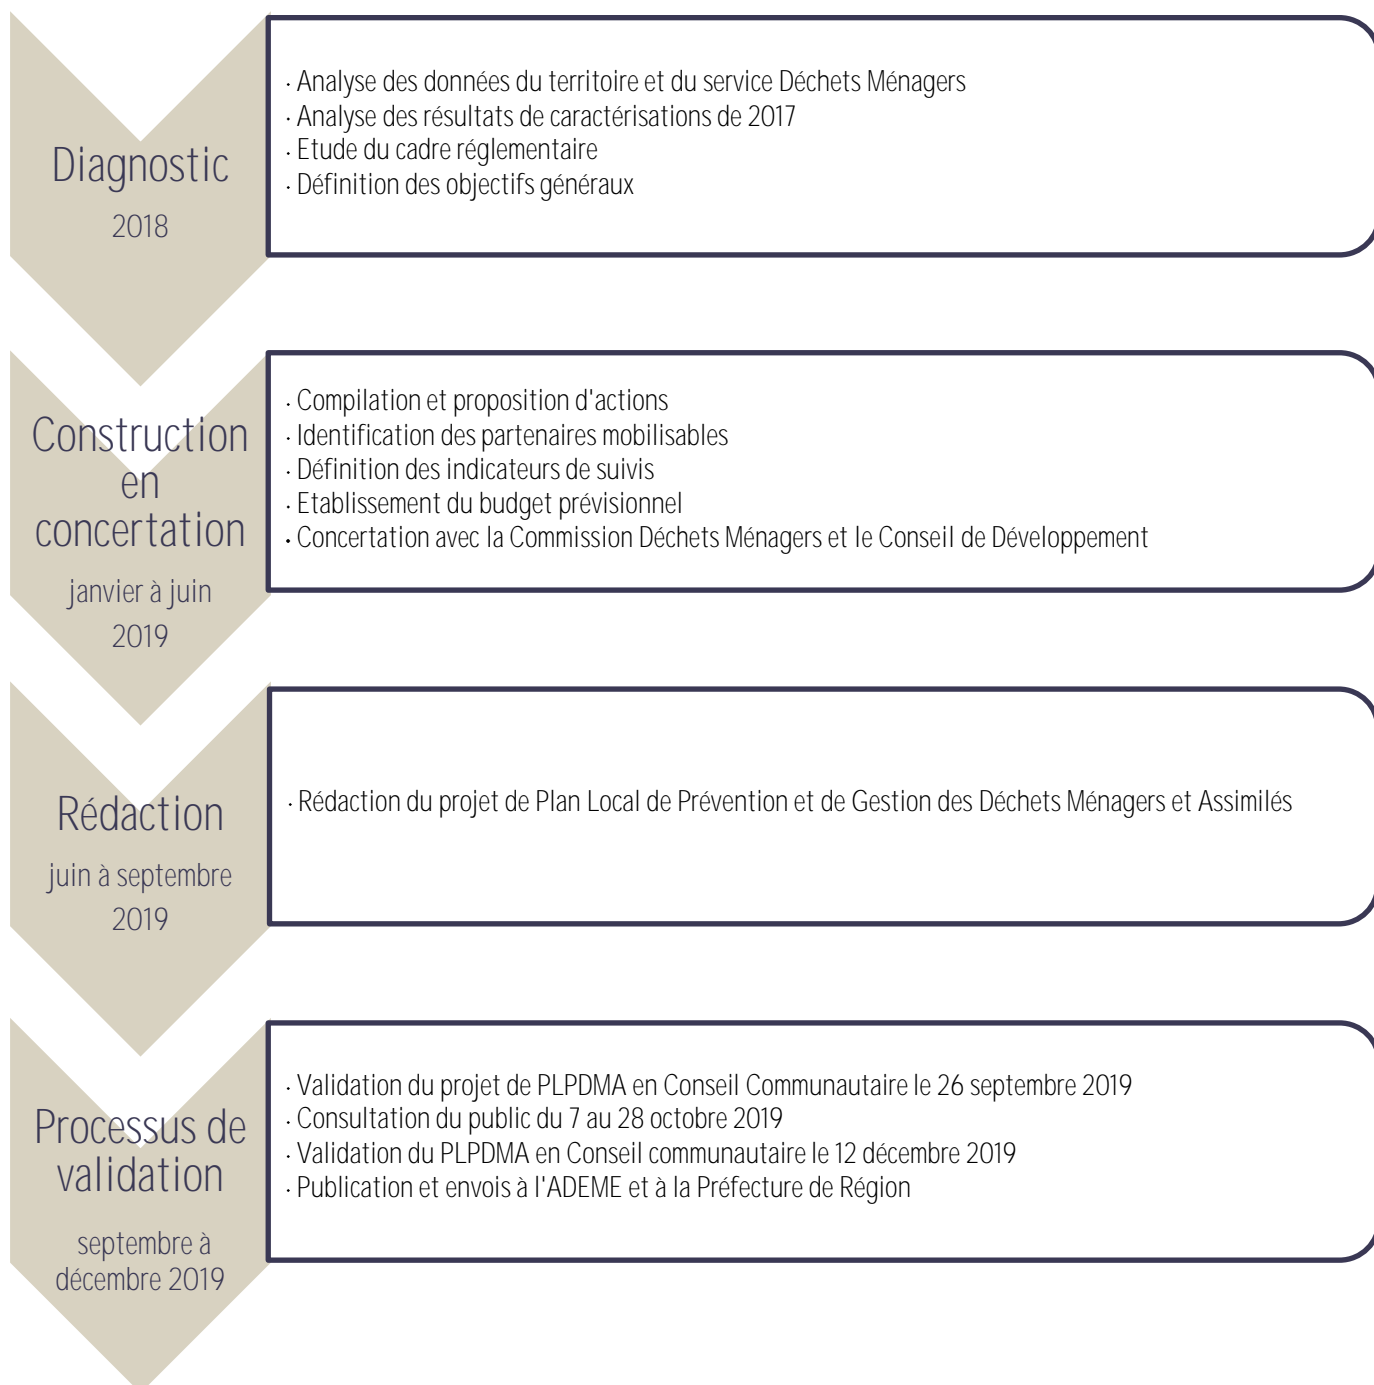 Diagnostic
2018
· Analyse des données du territoire et du service Déchets Ménagers
· Analyse des résultats de caractérisations de 2017
· Etude du cadre réglementaire
· Définition des objectifs généraux
Construction
en
concertation
janvier à juin
2019
· Compilation et proposition d'actions
· Identification des partenaires mobilisables
· Définition des indicateurs de suivis
· Etablissement du budget prévisionnel
· Concertation avec la Commission Déchets Ménagers et le Conseil de Développement
Rédaction
juin à septembre
2019
· Rédaction du projet de Plan Local de Prévention et de Gestion des Déchets Ménagers et Assimilés
Processus de
validation
septembre à
décembre 2019
· Validation du projet de PLPDMA en Conseil Communautaire le 26 septembre 2019
· Consultation du public du 7 au 28 octobre 2019
· Validation du PLPDMA en Conseil communautaire le 12 décembre 2019
· Publication et envois à l'ADEME et à la Préfecture de Région